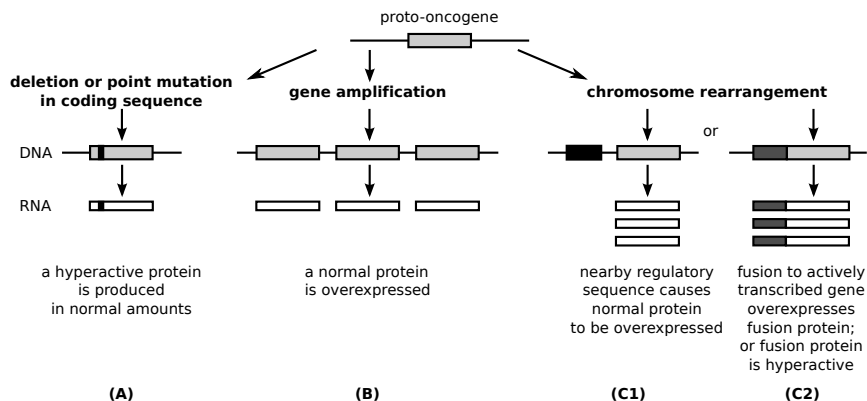 proto-oncogene
deletion or point mutation
in coding sequence
gene amplification
chromosome rearrangement
DNA
or
RNA
a hyperactive protein
is produced
in normal amounts
a normal protein
is overexpressed
nearby regulatory
sequence causes
normal protein
to be overexpressed
fusion to actively
transcribed gene
overexpresses
fusion protein;
or fusion protein
is hyperactive
(A)
(B)
(C1)
(C2)